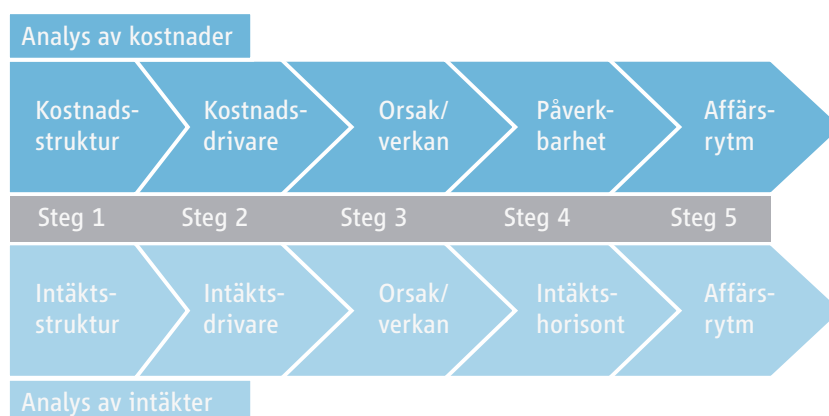 Analys av kostnader
Kostnads-
struktur
Kostnads-
drivare
Orsak/
verkan
Påverk-
barhet
Affärs-
rytm
Steg 1
Steg 2
Steg 3
Steg 4
Steg 5
Intäkts-
struktur
Intäkts-
drivare
Orsak/
verkan
Intäkts-
horisont
Affärs-
rytm
Analys av intäkter